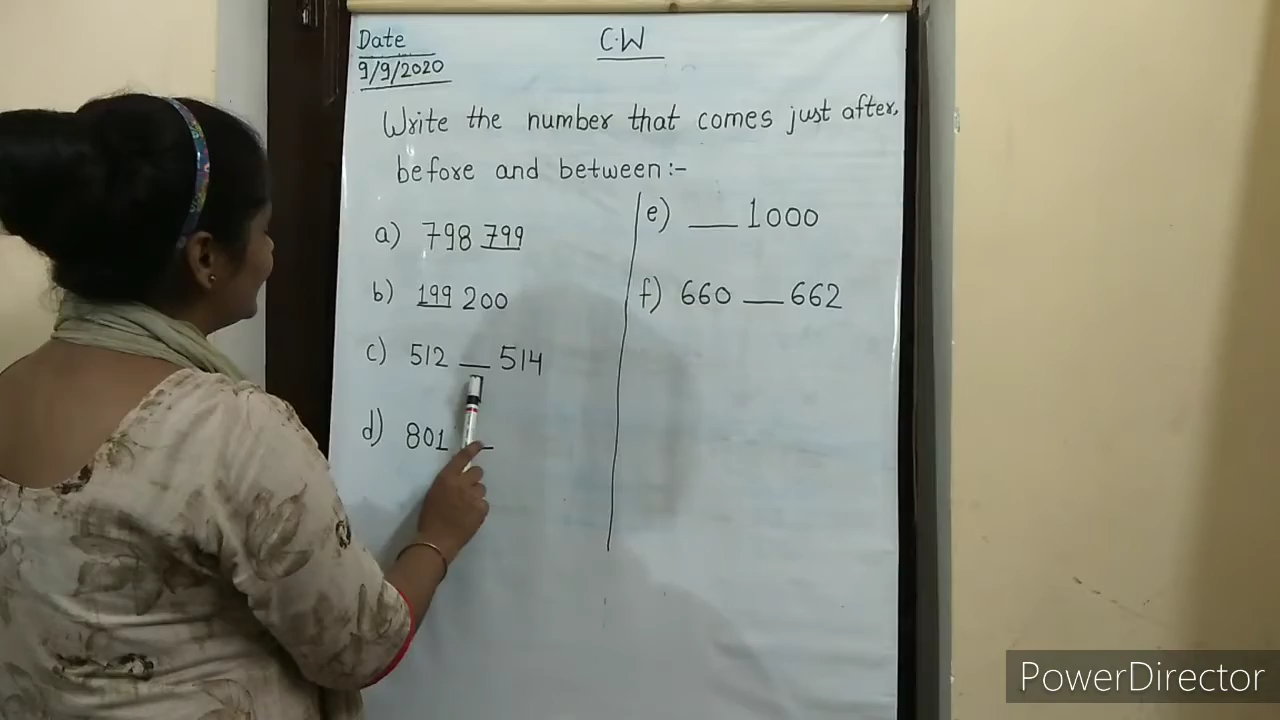 Date
9/9/2020
C.W
Write the number that comes just after,
before and between:-
a) 798 799
b) 199 200
c) 512 __ 514
d) 801 __
e) __ 1000
f) 660 __ 662
PowerDirector